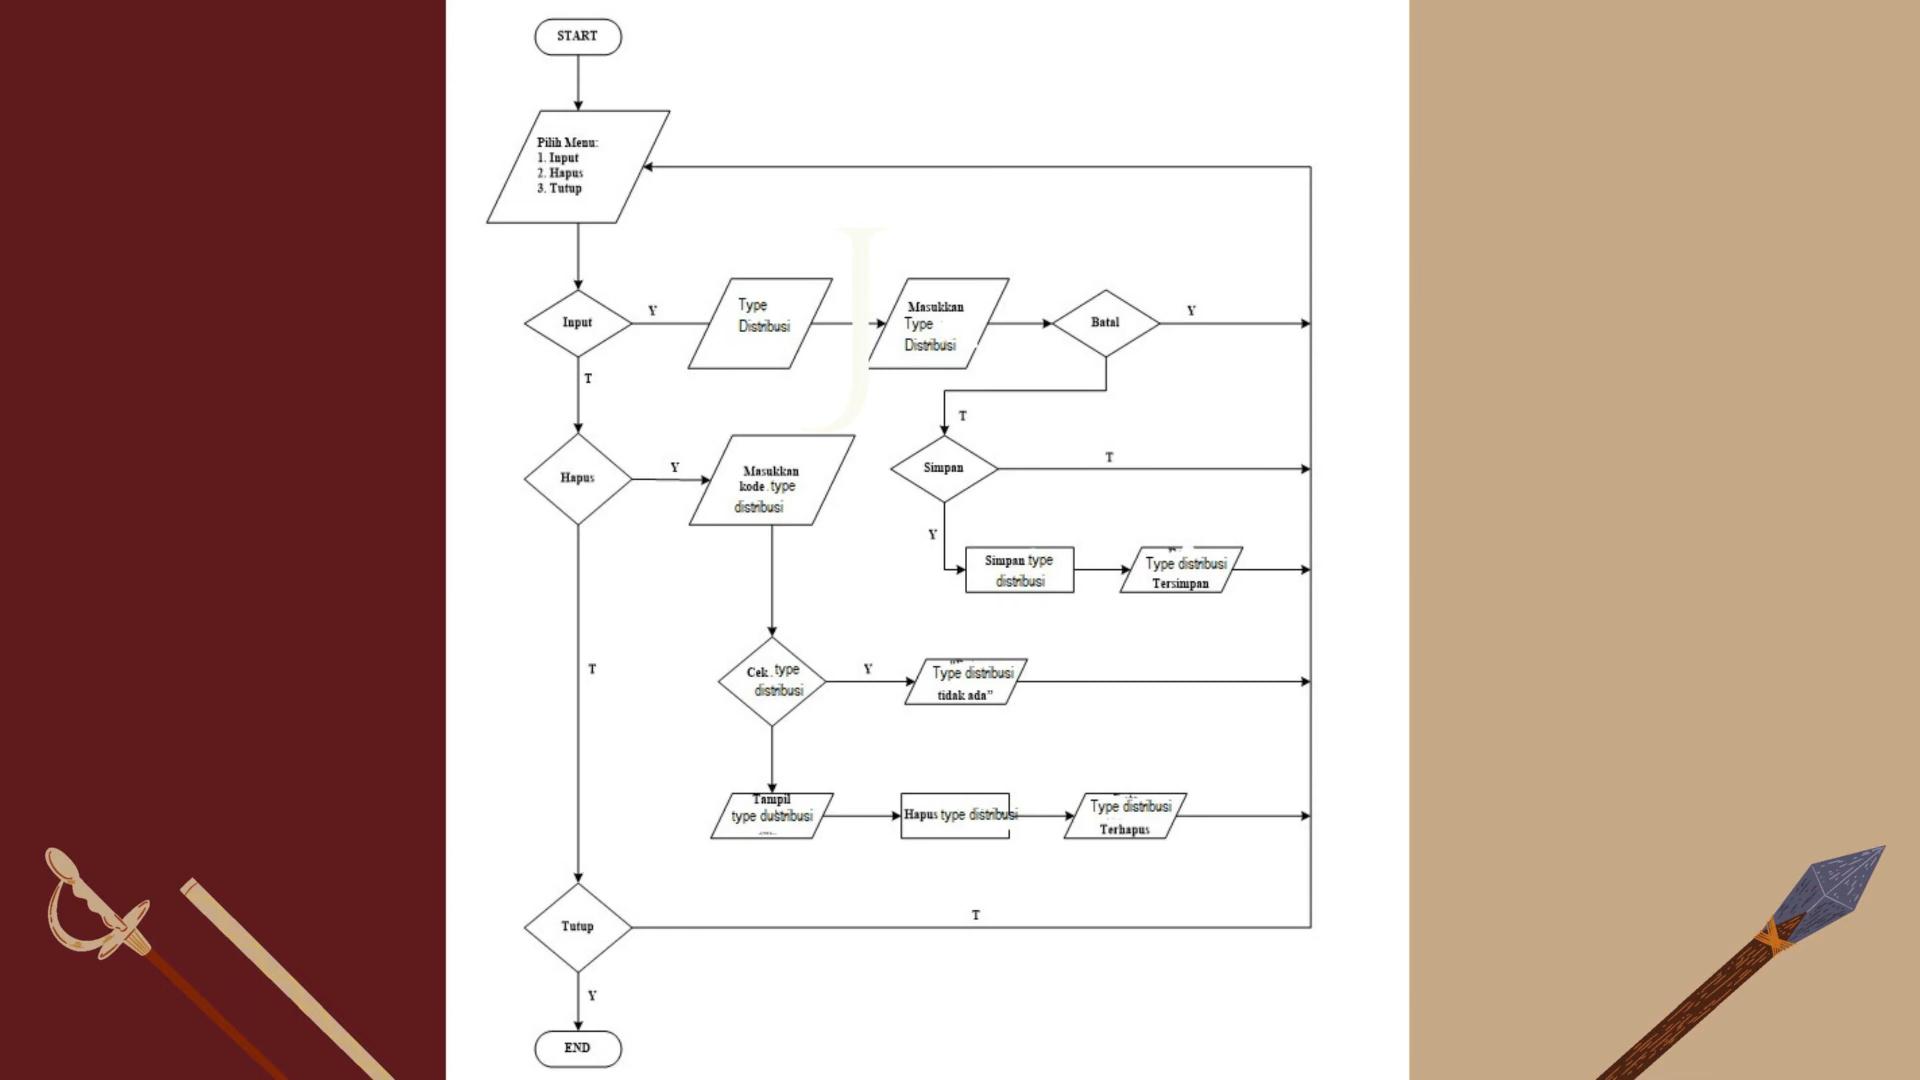 START
Pilih Menu:
1. Input
2. Hapus
3. Tutup
Input
Y
Type
Distribusi
Masukkan
Type
Distribusi
Batal
Y
T
T
Hapus
Y
Masukkan
kode type
distribusi
Simpan
T
Y
Simpan type
distribusi
Type distribusi
Tersimpan
T
Cek type
distribusi
Y
Type distribusi
tidak ada”
Tampil
type dustribusi
Hapus type distribusi
Type distribusi
Terhapus
Tutup
T
Y
END
J